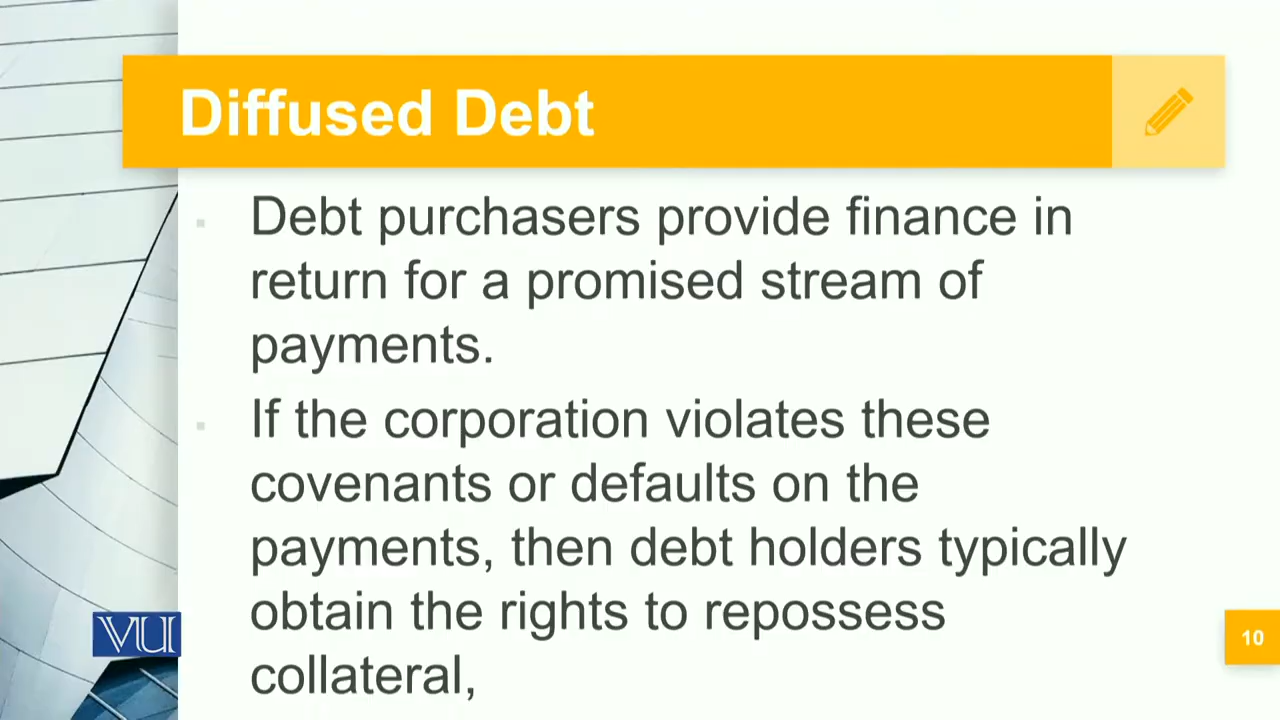 Diffused Debt
Debt purchasers provide finance in
return for a promised stream of
payments.
If the corporation violates these
covenants or defaults on the
payments, then debt holders typically
obtain the rights to repossess
collateral,
VU
10